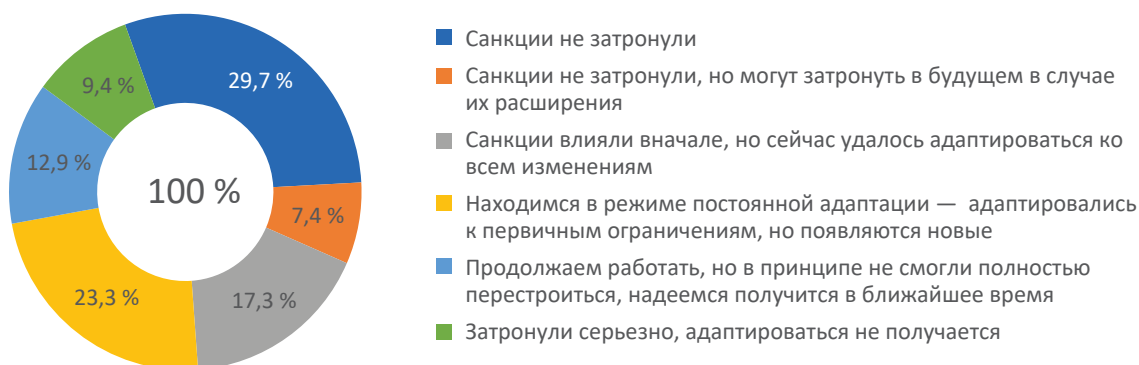 9,4 %
29,7 %
12,9 %
100 %
7,4 %
23,3 %
17,3 %
Санкции не затронули
Санкции не затронули, но могут затронуть в будущем в случае
их расширения
Санкции влияли вначале, но сейчас удалось адаптироваться ко
всем изменениям
Находимся в режиме постоянной адаптации — адаптировались
к первичным ограничениям, но появляются новые
Продолжаем работать, но в принципе не смогли полностью
перестроиться, надеемся получится в ближайшее время
Затронули серьезно, адаптироваться не получается